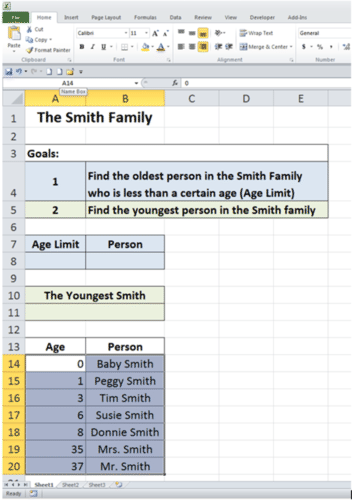 File Home Insert Page Layout Formulas Data Review View Developer Add-Ins
Cut
Copy
Format Painter
Paste
Calibri 11
Wrap Text
Merge & Center
General
Clipboard Font Alignment Number
A14 fx 0
Name Box
A B C D E
1 The Smith Family
2
3 Goals:
4 1 Find the oldest person in the Smith Family
who is less than a certain age (Age Limit)
5 2 Find the youngest person in the Smith family
6
7 Age Limit Person
8
9
10 The Youngest Smith
11
12
13 Age Person
14 0 Baby Smith
15 1 Peggy Smith
16 3 Tim Smith
17 6 Susie Smith
18 8 Donnie Smith
19 35 Mrs. Smith
20 37 Mr. Smith
Sheet1 Sheet2 Sheet3
Ready